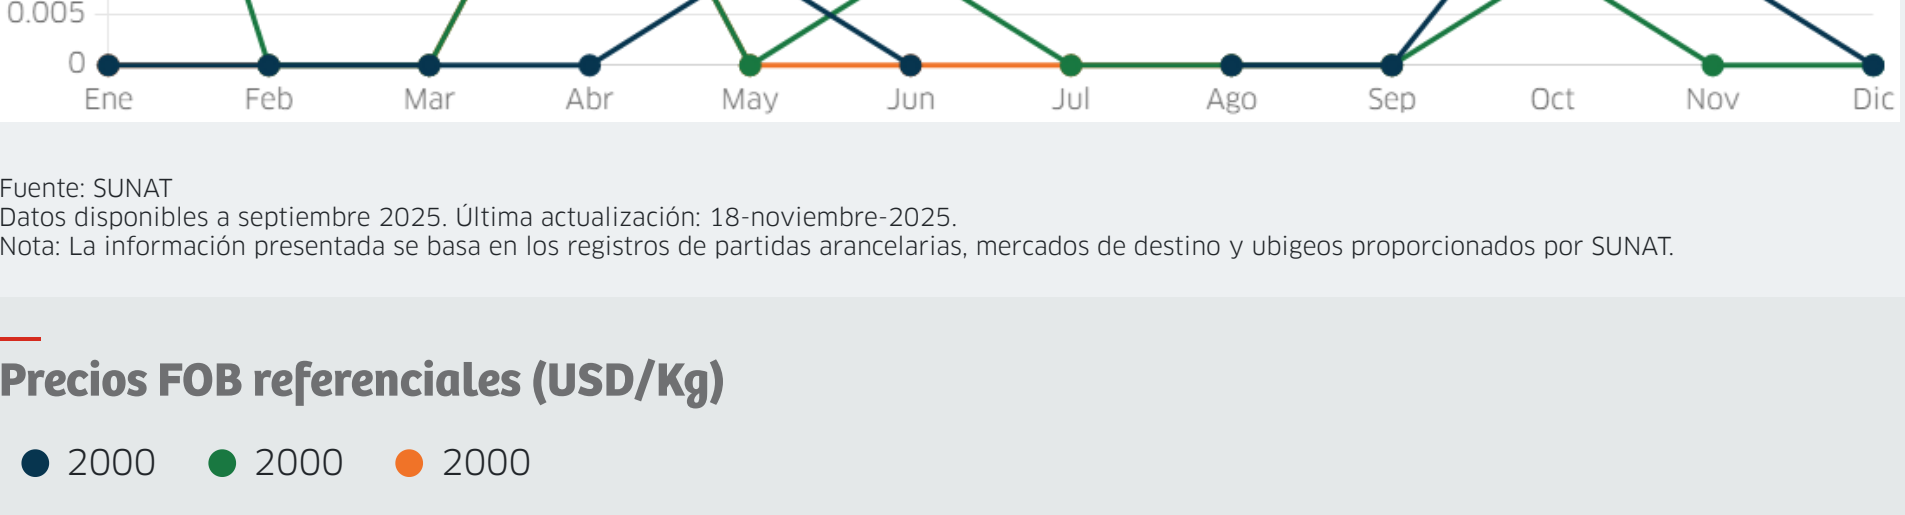 0.005
0
Ene Feb Mar Abr May Jun Jul Ago Sep Oct Nov Dic
Fuente: SUNAT
Datos disponibles a septiembre 2025. Última actualización: 18-noviembre-2025.
Nota: La información presentada se basa en los registros de partidas arancelarias, mercados de destino y ubigeos proporcionados por SUNAT.
Precios FOB referenciales (USD/Kg)
2000 2000 2000